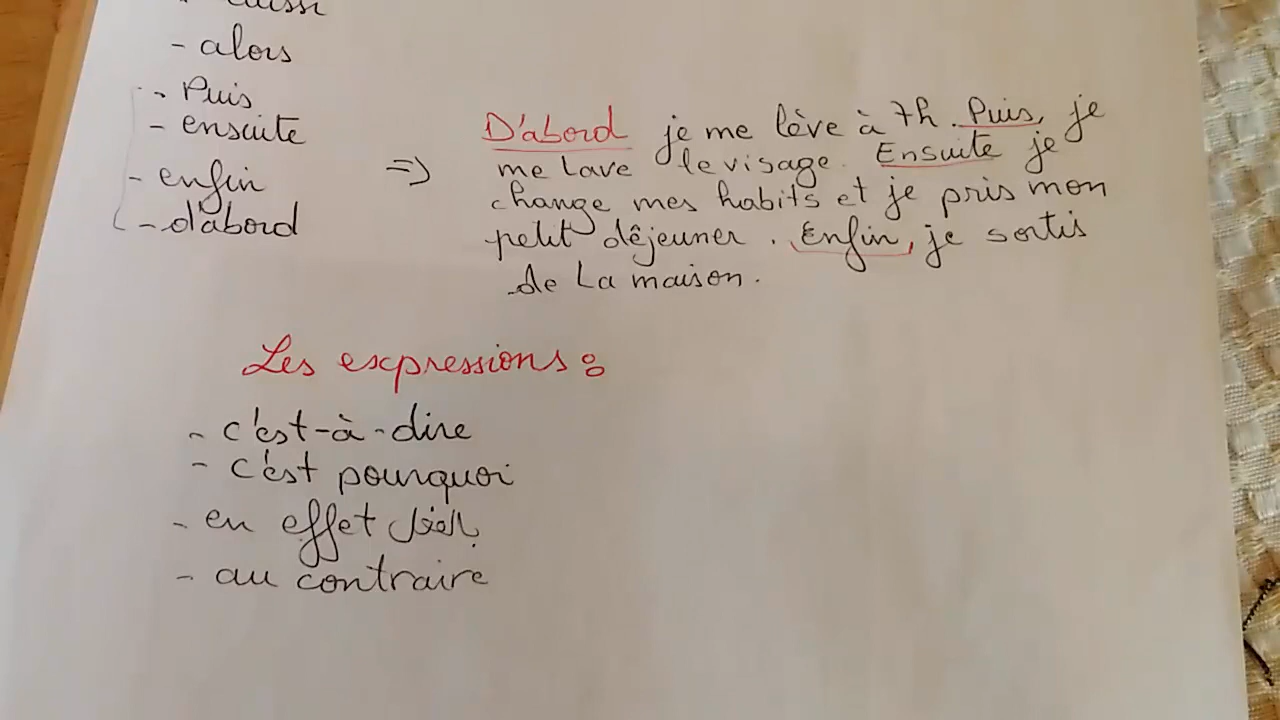 aussi
- alors
- Puis
- ensuite
- enfin
- d'abord
=> D'abord je me lève à 7h. Puis, je
me lave le visage. Ensuite je
change mes habits et je pris mon
petit déjeuner. Enfin, je sortis
de la maison.
Les expressions :
- c'est-à-dire
- c'est pourquoi
- en effet بالفعل
- au contraire